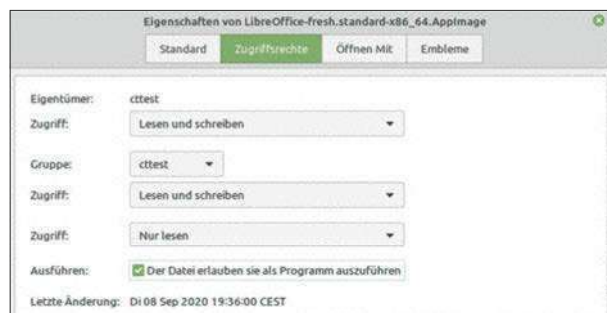 Eigenschaften von LibreOffice-fresh.standard-x86_64.AppImage
Standard Zugriffsrechte Öffnen Mit Embleme
Eigentümer: cttest
Zugriff: Lesen und schreiben
Gruppe: cttest
Zugriff: Lesen und schreiben
Zugriff: Nur lesen
Ausführen: Der Datei erlauben sie als Programm auszuführen
Letzte Änderung: Di 08 Sep 2020 19:36:00 CEST